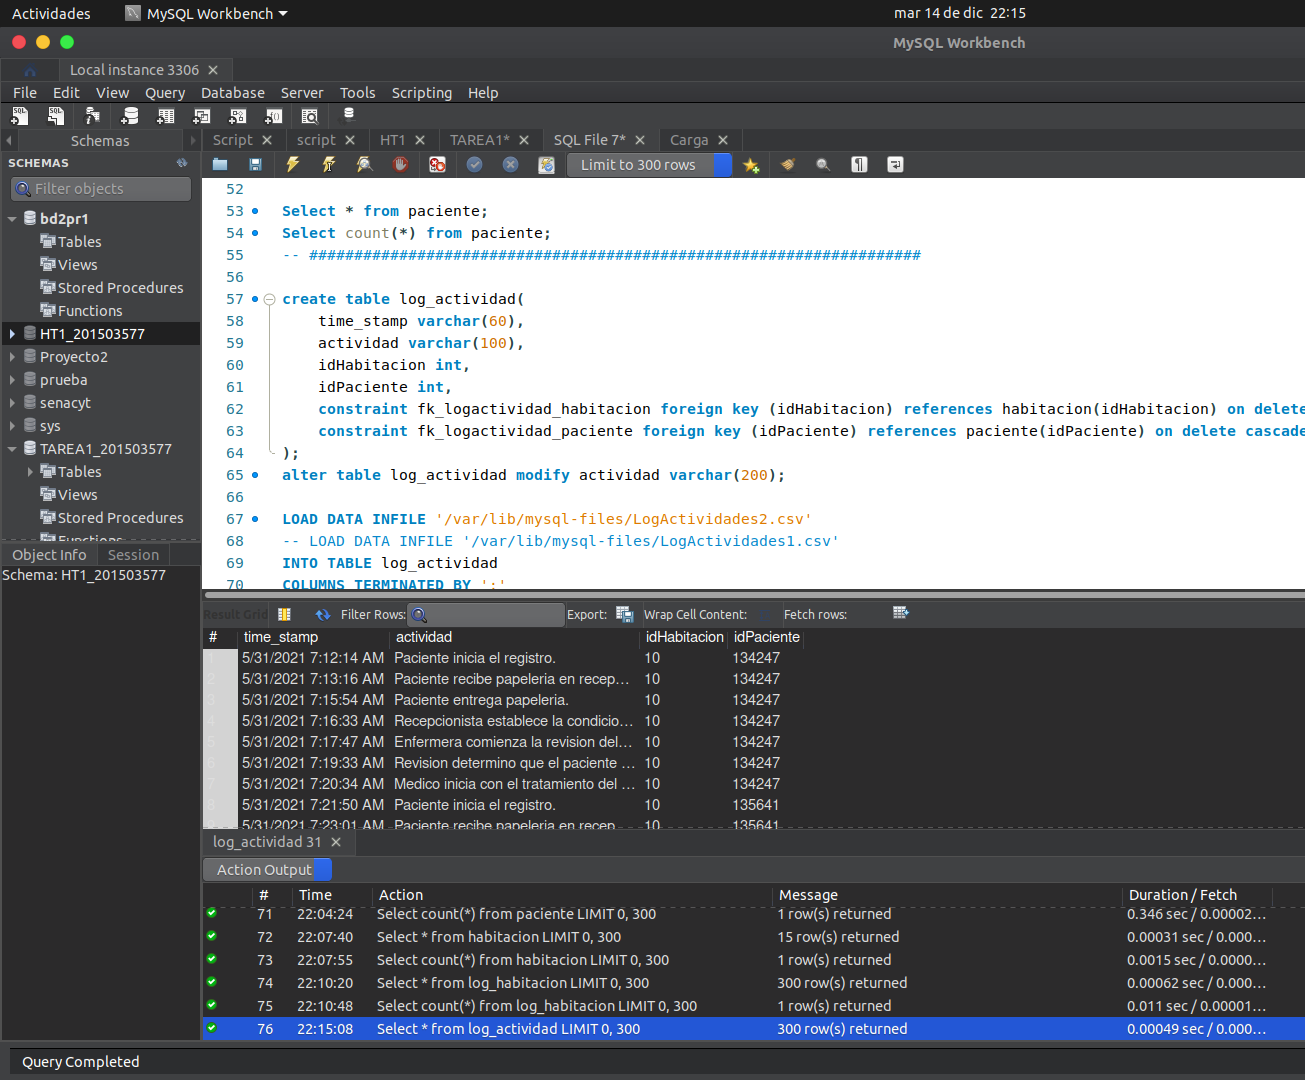 Actividades MySQL Workbench mar 14 de dic 22:15
MySQL Workbench
Local instance 3306
File Edit View Query Database Server Tools Scripting Help
Schemas Script script HT1 TAREA1* SQL File 7* Carga
SCHEMAS Limit to 300 rows
Filter objects
bd2pr1
Tables
Views
Stored Procedures
Functions
HT1_201503577
Proyecto2
prueba
senacyt
sys
TAREA1_201503577
Tables
Views
Stored Procedures
Functions
Object Info Session
Schema: HT1_201503577
52
53 Select * from paciente;
54 Select count(*) from paciente;
55 -- ####################################################################
56
57 create table log_actividad(
58 time_stamp varchar(60),
59 actividad varchar(100),
60 idHabitacion int,
61 idPaciente int,
62 constraint fk_logactividad_habitacion foreign key (idHabitacion) references habitacion(idHabitacion) on delete
63 constraint fk_logactividad_paciente foreign key (idPaciente) references paciente(idPaciente) on delete cascade
64 );
65 alter table log_actividad modify actividad varchar(200);
66
67 LOAD DATA INFILE '/var/lib/mysql-files/LogActividades2.csv'
68 -- LOAD DATA INFILE '/var/lib/mysql-files/LogActividades1.csv'
69 INTO TABLE log_actividad
70 COLUMNS TERMINATED BY ';'
Result Grid Filter Rows: Export: Wrap Cell Content: Fetch rows:
# time_stamp actividad idHabitacion idPaciente
1 5/31/2021 7:12:14 AM Paciente inicia el registro. 10 134247
2 5/31/2021 7:13:16 AM Paciente recibe papeleria en recep... 10 134247
3 5/31/2021 7:15:54 AM Paciente entrega papeleria. 10 134247
4 5/31/2021 7:16:33 AM Recepcionista establece la condicio... 10 134247
5 5/31/2021 7:17:47 AM Enfermera comienza la revision del... 10 134247
6 5/31/2021 7:19:33 AM Revision determino que el paciente ... 10 134247
7 5/31/2021 7:20:34 AM Medico inicia con el tratamiento del ... 10 134247
8 5/31/2021 7:21:50 AM Paciente inicia el registro. 10 135641
9 5/31/2021 7:23:01 AM Paciente recibe papeleria en recep... 10 135641
log_actividad 31
Action Output
# Time Action Message Duration / Fetch
71 22:04:24 Select count(*) from paciente LIMIT 0, 300 1 row(s) returned 0.346 sec / 0.00002...
72 22:07:40 Select * from habitacion LIMIT 0, 300 15 row(s) returned 0.00031 sec / 0.000...
73 22:07:55 Select count(*) from habitacion LIMIT 0, 300 1 row(s) returned 0.0015 sec / 0.0000...
74 22:10:20 Select * from log_habitacion LIMIT 0, 300 300 row(s) returned 0.00062 sec / 0.000...
75 22:10:48 Select count(*) from log_habitacion LIMIT 0, 300 1 row(s) returned 0.011 sec / 0.00001...
76 22:15:08 Select * from log_actividad LIMIT 0, 300 300 row(s) returned 0.00049 sec / 0.000...
Query Completed